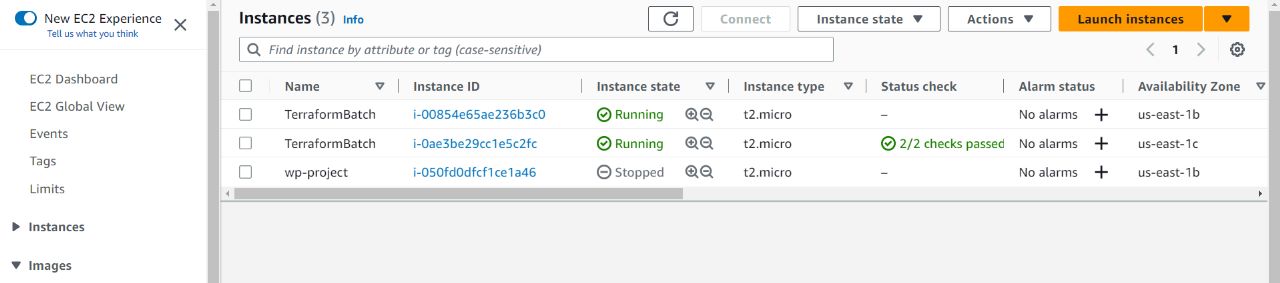 New EC2 Experience
Tell us what you think
EC2 Dashboard
EC2 Global View
Events
Tags
Limits
Instances
Images
Instances (3) Info
Connect
Instance state
Actions
Launch instances
Find instance by attribute or tag (case-sensitive)
1
Name Instance ID Instance state Instance type Status check Alarm status Availability Zone
TerraformBatch i-00854e65ae236b3c0 Running t2.micro – No alarms + us-east-1b
TerraformBatch i-0ae3be29cc1e5c2fc Running t2.micro 2/2 checks passed No alarms + us-east-1c
wp-project i-050fd0dfcf1ce1a46 Stopped t2.micro – No alarms + us-east-1b